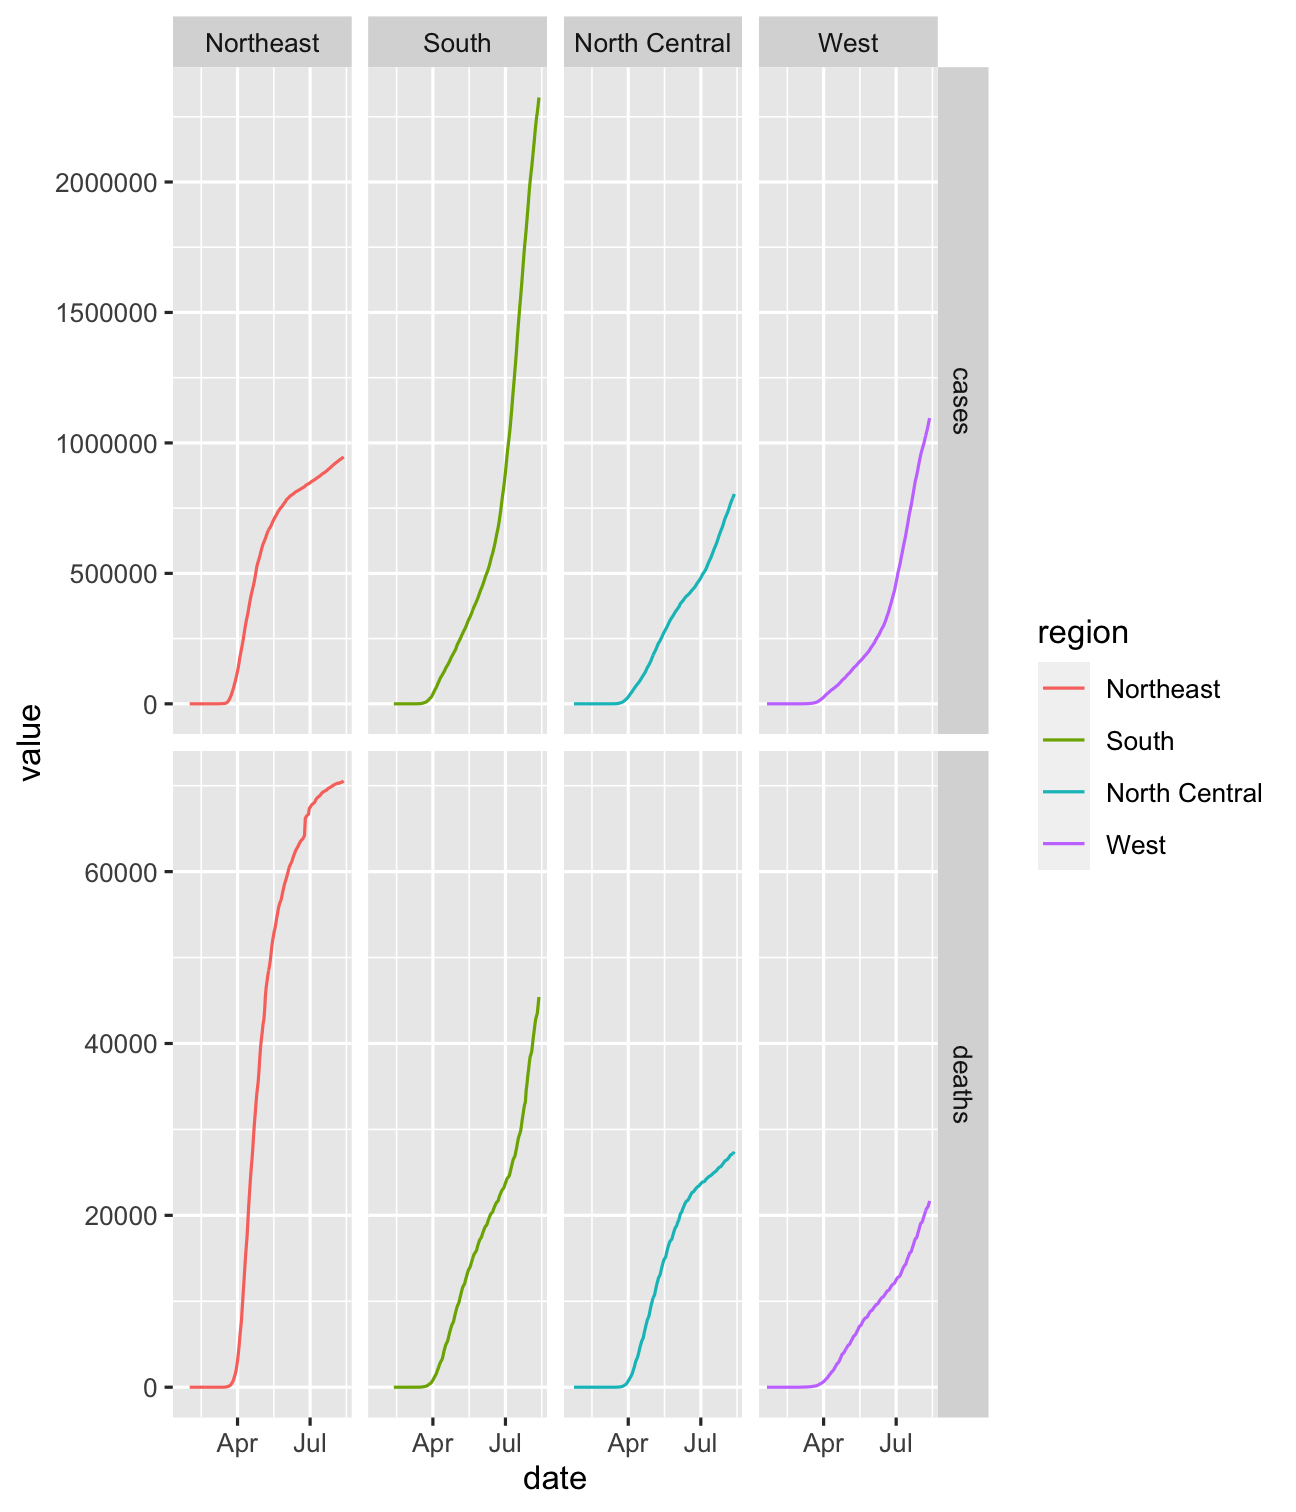 Northeast South North Central West
2000000
1500000
1000000
500000
0
cases
60000
40000
20000
0
deaths
value
Apr Jul Apr Jul Apr Jul Apr Jul
date
region
Northeast
South
North Central
West